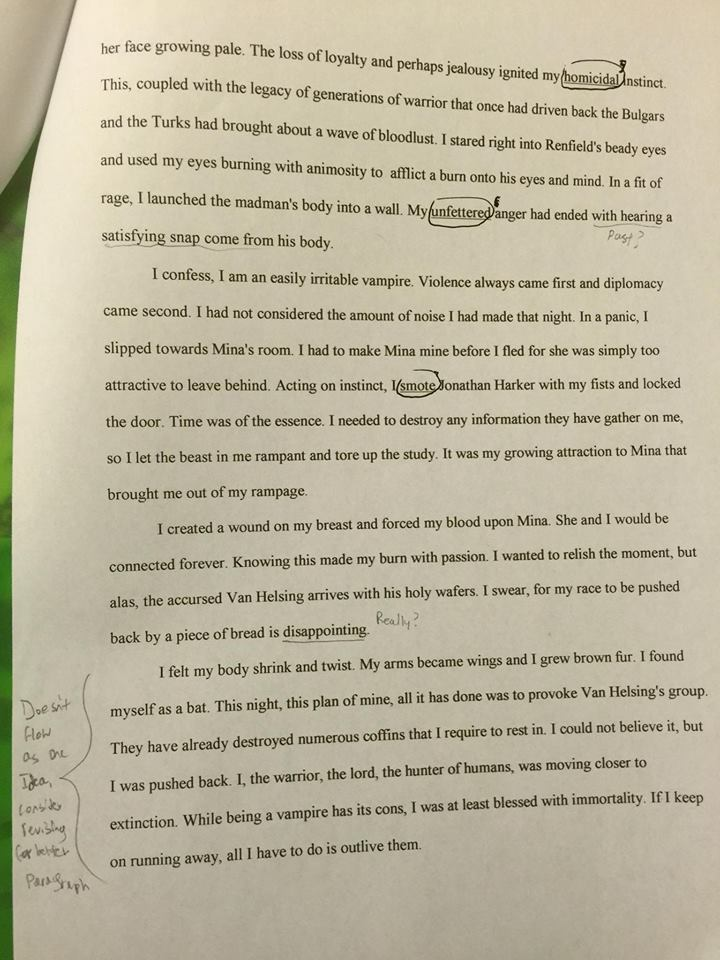 her face growing pale. The loss of loyalty and perhaps jealousy ignited my homicidal instinct.
This, coupled with the legacy of generations of warrior that once had driven back the Bulgars
and the Turks had brought about a wave of bloodlust. I stared right into Renfield's beady eyes
and used my eyes burning with animosity to afflict a burn onto his eyes and mind. In a fit of
rage, I launched the madman's body into a wall. My unfettered anger had ended with hearing a
Past?
satisfying snap come from his body.
I confess, I am an easily irritable vampire. Violence always came first and diplomacy
came second. I had not considered the amount of noise I had made that night. In a panic, I
slipped towards Mina's room. I had to make Mina mine before I fled for she was simply too
attractive to leave behind. Acting on instinct, I smote Jonathan Harker with my fists and locked
the door. Time was of the essence. I needed to destroy any information they have gather on me,
so I let the beast in me rampant and tore up the study. It was my growing attraction to Mina that
brought me out of my rampage.
I created a wound on my breast and forced my blood upon Mina. She and I would be
connected forever. Knowing this made my burn with passion. I wanted to relish the moment, but
alas, the accursed Van Helsing arrives with his holy wafers. I swear, for my race to be pushed
back by a piece of bread is disappointing.
Really?
I felt my body shrink and twist. My arms became wings and I grew brown fur. I found
myself as a bat. This night, this plan of mine, all it has done was to provoke Van Helsing's group.
They have already destroyed numerous coffins that I require to rest in. I could not believe it, but
I was pushed back. I, the warrior, the lord, the hunter of humans, was moving closer to
extinction. While being a vampire has its cons, I was at least blessed with immortality. If I keep
on running away, all I have to do is outlive them.
Doesn't
flow
as one
Idea,
consider
revising
for better
Paragraph